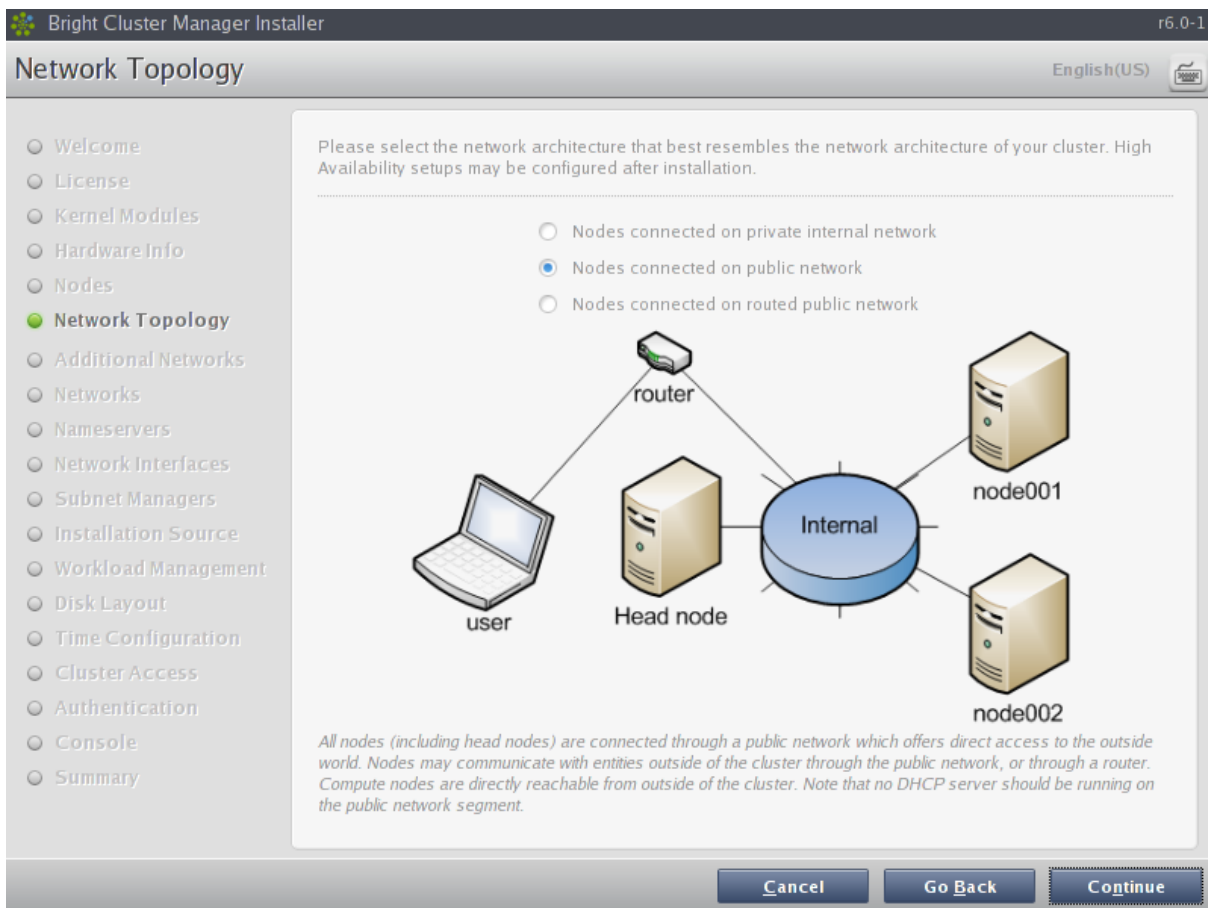 Bright Cluster Manager Installer
r6.0-1
Network Topology
English(US)
Welcome
License
Kernel Modules
Hardware Info
Nodes
Network Topology
Additional Networks
Networks
Nameservers
Network Interfaces
Subnet Managers
Installation Source
Workload Management
Disk Layout
Time Configuration
Cluster Access
Authentication
Console
Summary
Please select the network architecture that best resembles the network architecture of your cluster. High
Availability setups may be configured after installation.
Nodes connected on private internal network
Nodes connected on public network
Nodes connected on routed public network
router
node001
Internal
user
Head node
node002
All nodes (including head nodes) are connected through a public network which offers direct access to the outside
world. Nodes may communicate with entities outside of the cluster through the public network, or through a router.
Compute nodes are directly reachable from outside of the cluster. Note that no DHCP server should be running on
the public network segment.
Cancel
Go Back
Continue